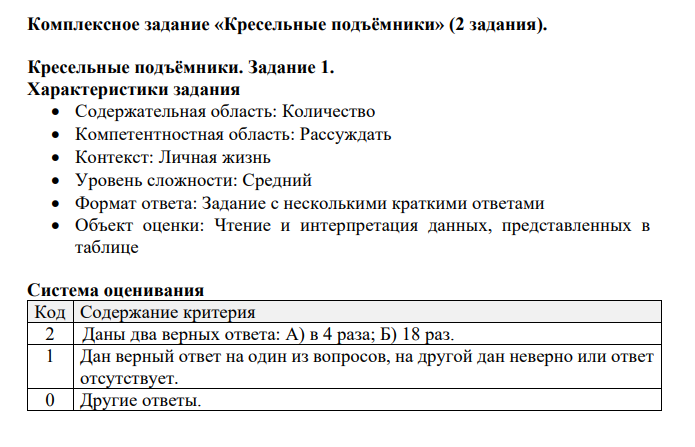 Комплексное задание «Кресельные подъёмники» (2 задания).
Кресельные подъёмники. Задание 1.
Характеристики задания
• Содержательная область: Количество
• Компетентностная область: Рассуждать
• Контекст: Личная жизнь
• Уровень сложности: Средний
• Формат ответа: Задание с несколькими краткими ответами
• Объект оценки: Чтение и интерпретация данных, представленных в
таблице
Система оценивания
Код Содержание критерия
2 Даны два верных ответа: А) в 4 раза; Б) 18 раз.
1 Дан верный ответ на один из вопросов, на другой дан неверно или ответ
отсутствует.
0 Другие ответы.